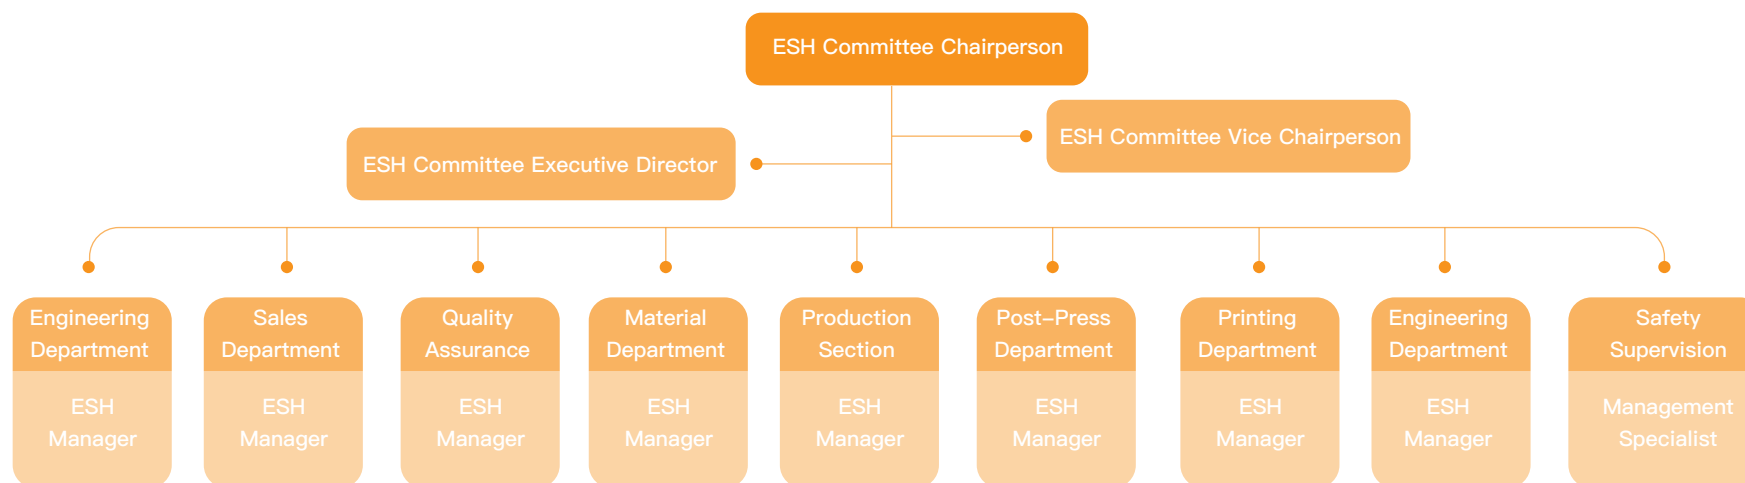 ESH Committee Chairperson
ESH Committee Vice Chairperson
ESH Committee Executive Director
Engineering
Department
ESH
Manager
Sales
Department
ESH
Manager
Quality
Assurance
ESH
Manager
Material
Department
ESH
Manager
Production
Section
ESH
Manager
Post-Press
Department
ESH
Manager
Printing
Department
ESH
Manager
Engineering
Department
ESH
Manager
Safety
Supervision
Management
Specialist